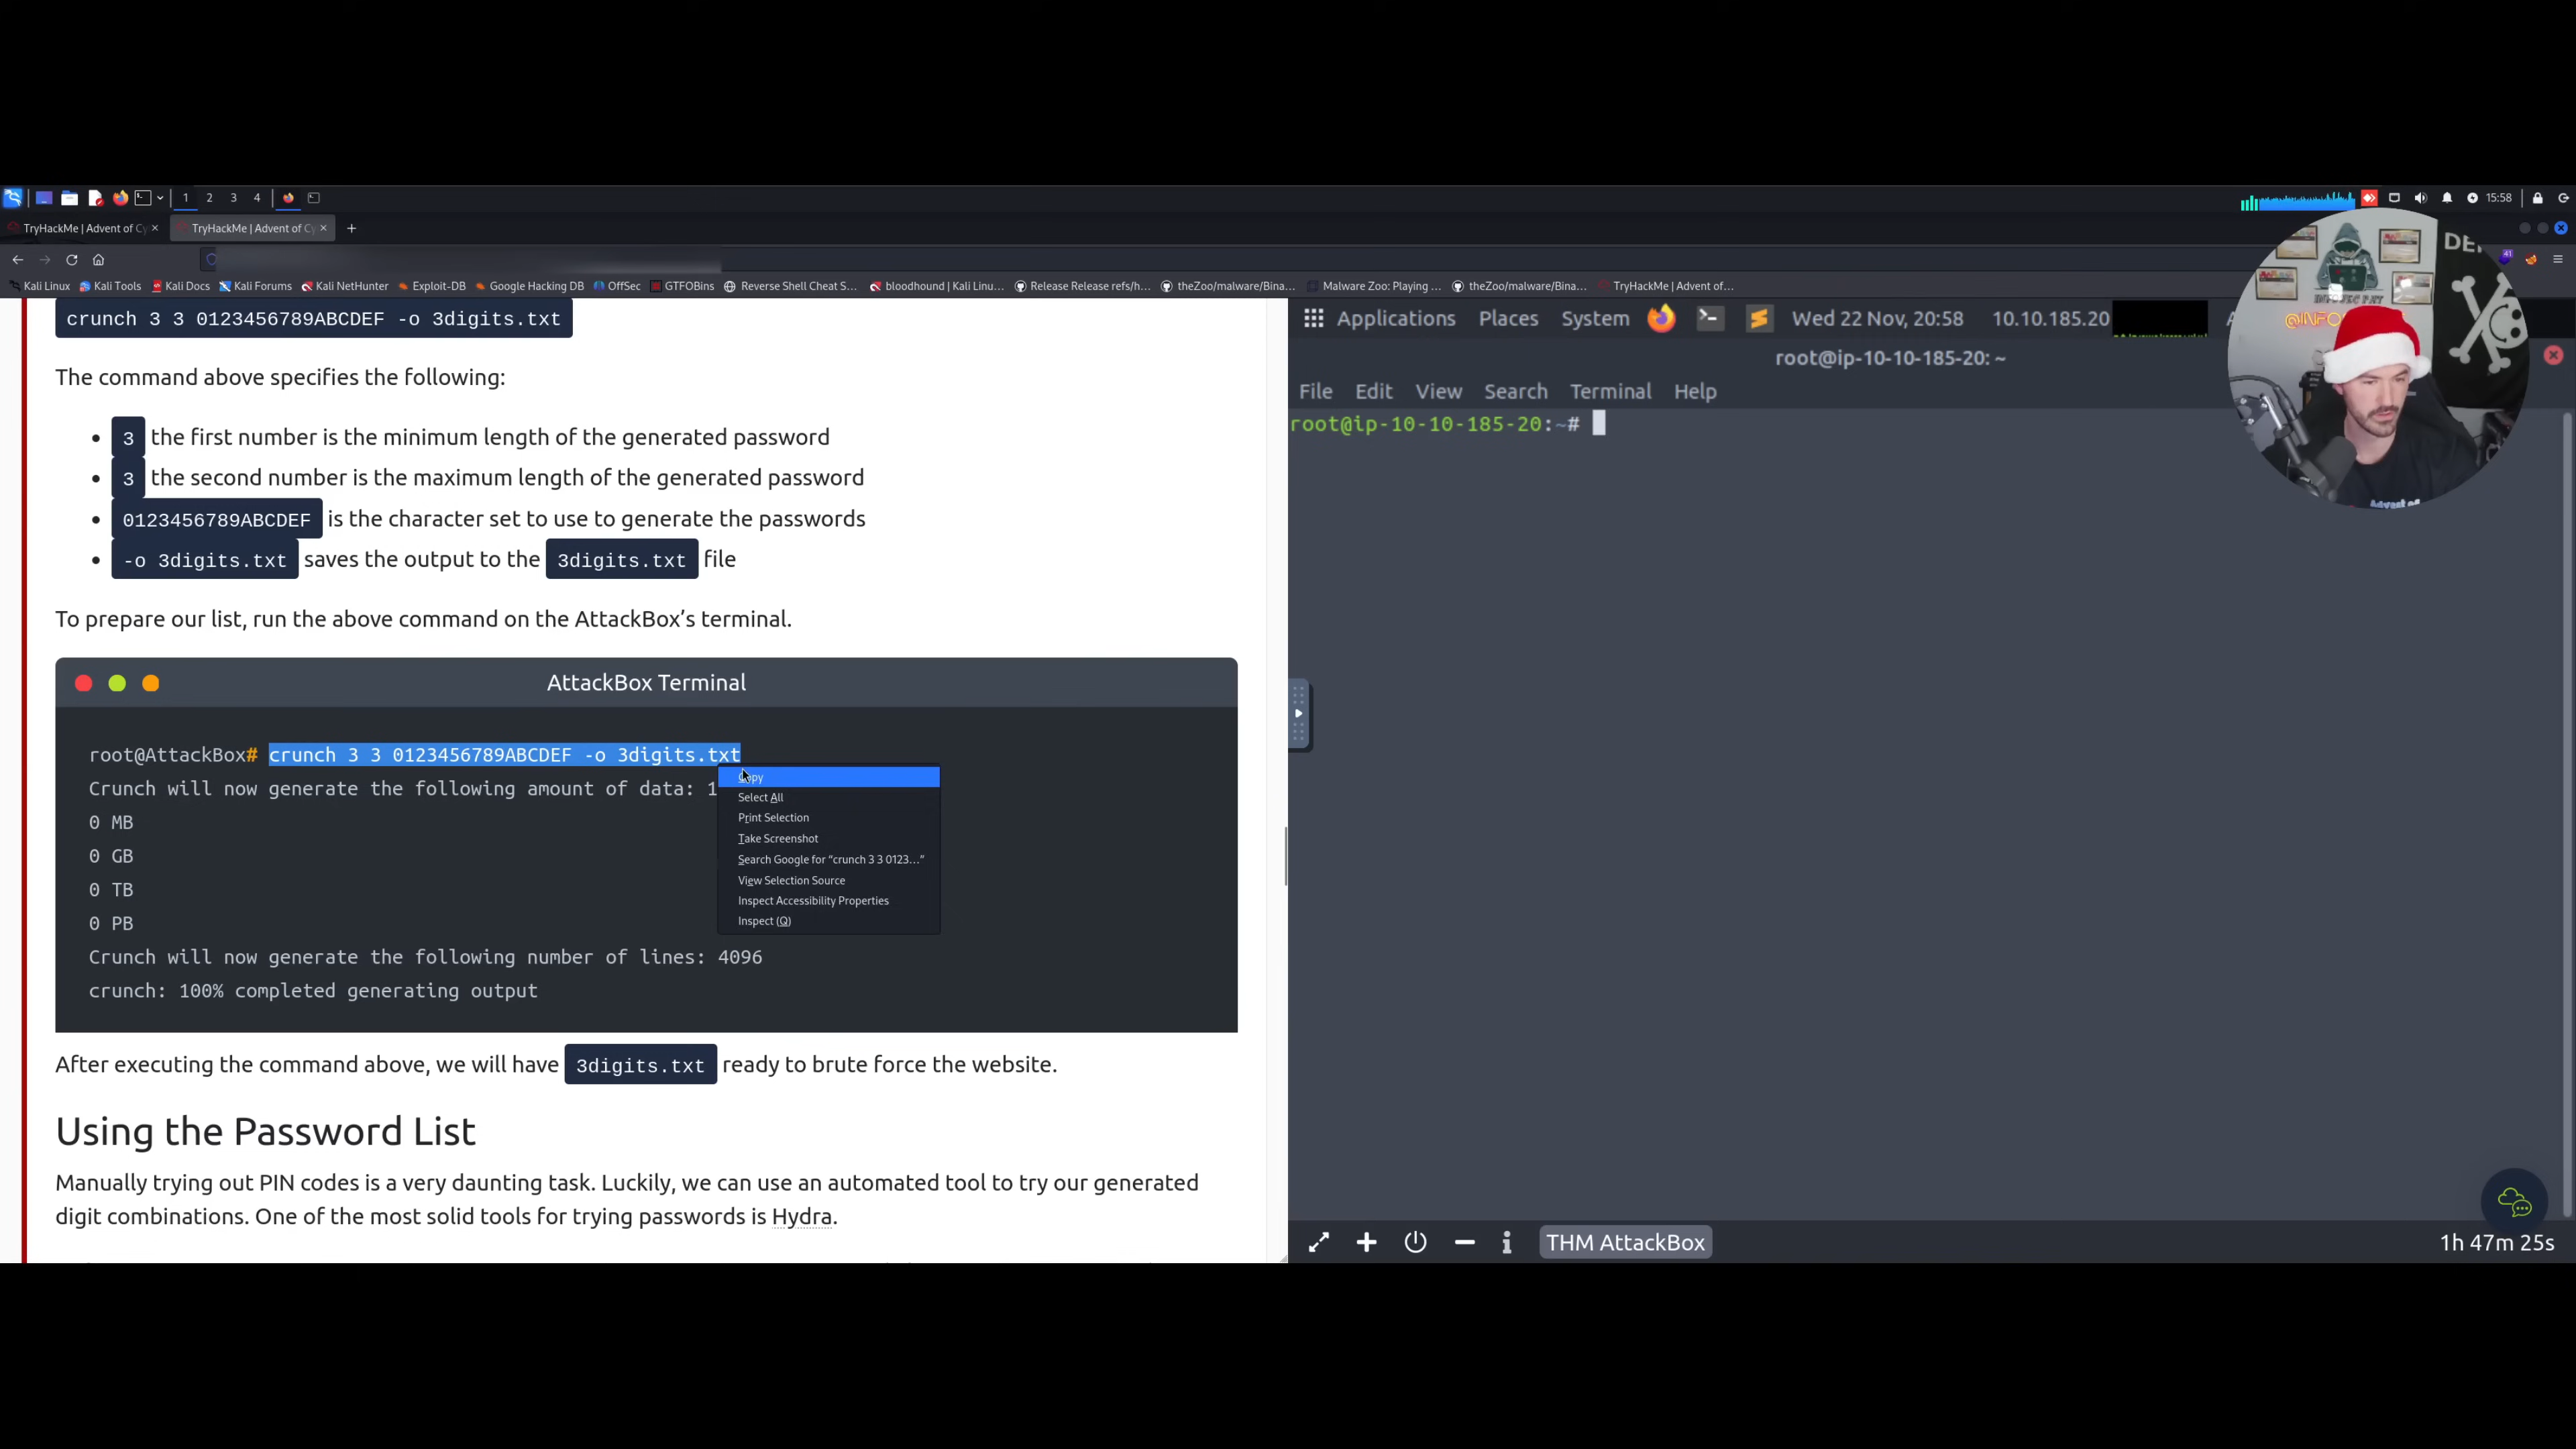 1 2 3 4 15:58
TryHackMe | Advent of Cy TryHackMe | Advent of Cy
Kali Linux Kali Tools Kali Docs Kali Forums Kali NetHunter Exploit-DB Google Hacking DB OffSec GTFOBins Reverse Shell Cheat S... bloodhound | Kali Linu... Release Release refs/h... theZoo/malware/Bina... Malware Zoo: Playing ... theZoo/malware/Bina... TryHackMe | Advent of...
crunch 3 3 0123456789ABCDEF -o 3digits.txt
The command above specifies the following:
3 the first number is the minimum length of the generated password
3 the second number is the maximum length of the generated password
0123456789ABCDEF is the character set to use to generate the passwords
-o 3digits.txt saves the output to the 3digits.txt file
To prepare our list, run the above command on the AttackBox's terminal.
AttackBox Terminal
root@AttackBox# crunch 3 3 0123456789ABCDEF -o 3digits.txt
Crunch will now generate the following amount of data: 1
0 MB
0 GB
0 TB
0 PB
Crunch will now generate the following number of lines: 4096
crunch: 100% completed generating output
Copy
Select All
Print Selection
Take Screenshot
Search Google for “crunch 3 3 0123...”
View Selection Source
Inspect Accessibility Properties
Inspect (Q)
After executing the command above, we will have 3digits.txt ready to brute force the website.
Using the Password List
Manually trying out PIN codes is a very daunting task. Luckily, we can use an automated tool to try our generated
digit combinations. One of the most solid tools for trying passwords is Hydra.
Applications Places System Wed 22 Nov, 20:58 10.10.185.20
root@ip-10-10-185-20: ~
File Edit View Search Terminal Help
root@ip-10-10-185-20:~#
THM AttackBox 1h 47m 25s